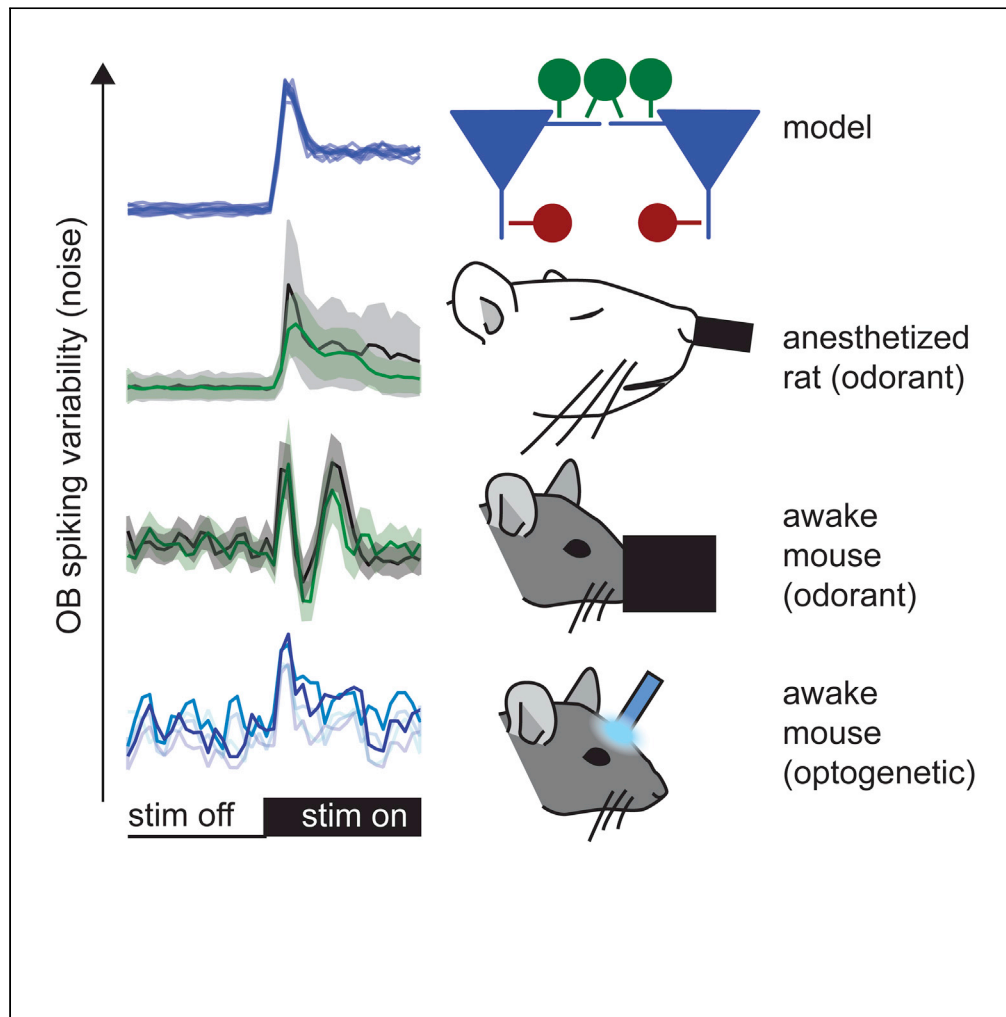 OB spiking variability (noise)
model
anesthetized
rat (odorant)
awake
mouse
(odorant)
awake
mouse
(optogenetic)
stim off
stim on